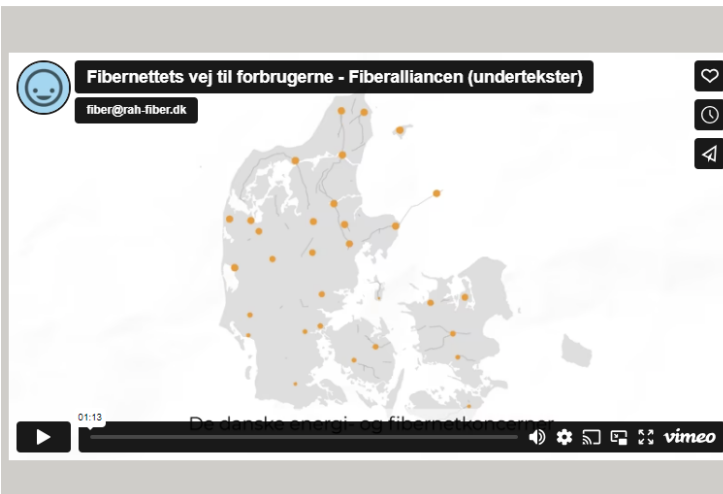 Fibernettets vej til forbrugerne - Fiberalliancen (undertekster)
fiber@rah-fiber.dk
01:13
De danske energi- og fibernetkoncerner
vimeo